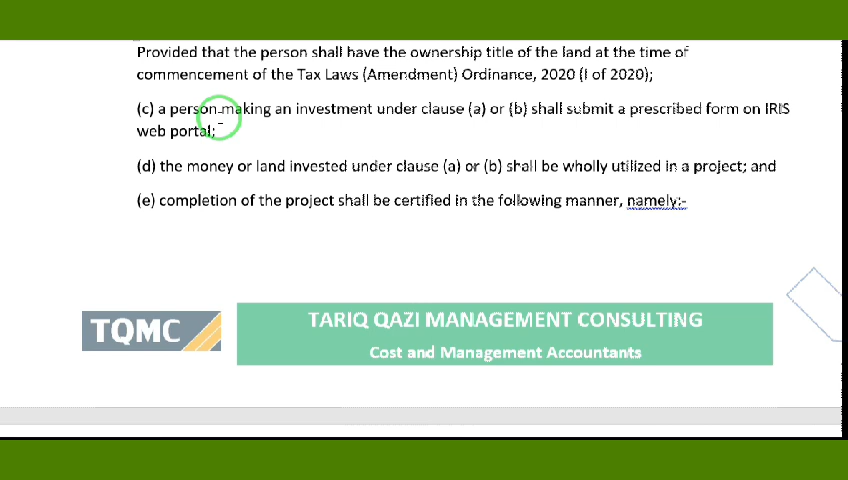 Provided that the person shall have the ownership title of the land at the time of
commencement of the Tax Laws (Amendment) Ordinance, 2020 (I of 2020);
(c) a person making an investment under clause (a) or (b) shall submit a prescribed form on IRIS
web portal;
(d) the money or land invested under clause (a) or (b) shall be wholly utilized in a project; and
(e) completion of the project shall be certified in the following manner, namely:-
TQMC
TARIQ QAZI MANAGEMENT CONSULTING
Cost and Management Accountants